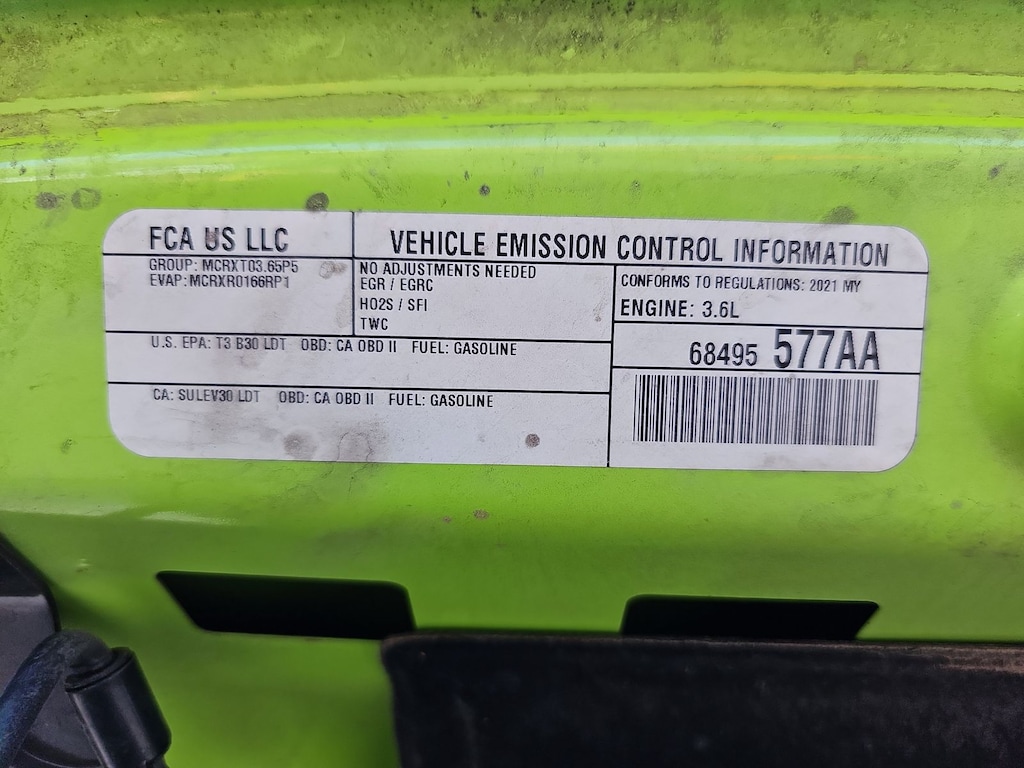 FCA US LLC
VEHICLE EMISSION CONTROL INFORMATION
GROUP: MCRXT03.65P5
EVAP: MCRXR0166RP1
NO ADJUSTMENTS NEEDED
EGR / EGRC
HO2S / SFI
TWC
CONFORMS TO REGULATIONS: 2021 MY
ENGINE: 3.6L
U.S. EPA: T3 B30 LDT OBD: CA OBD II FUEL: GASOLINE
68495 577AA
CA: SULEV30 LDT OBD: CA OBD II FUEL: GASOLINE